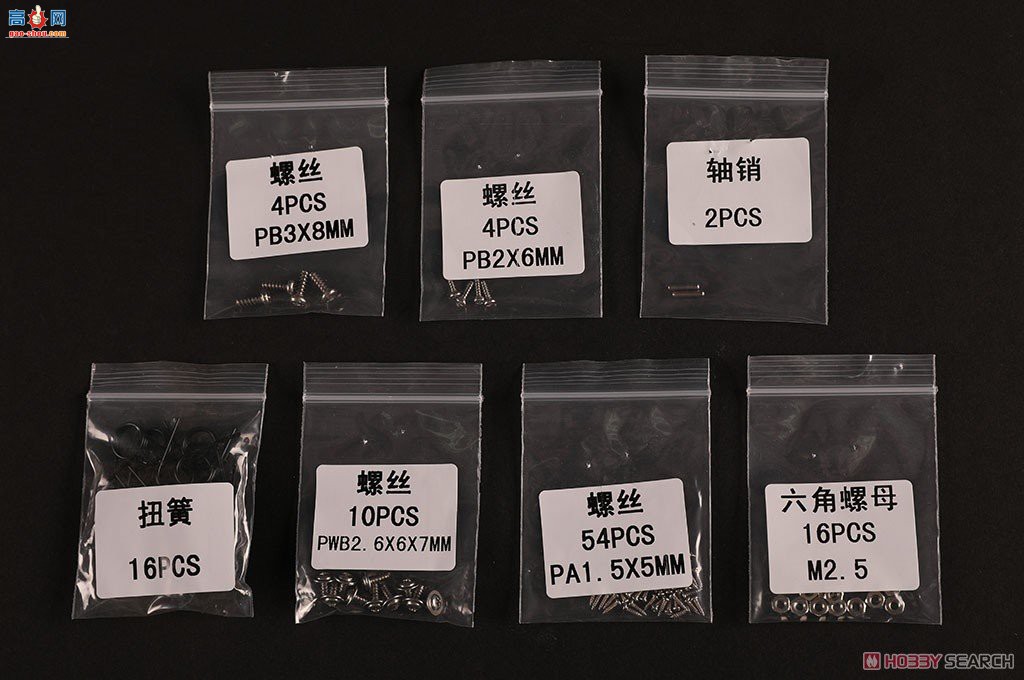 高手网
gao-shou.com
螺丝
4PCS
PB3X8MM
螺丝
4PCS
PB2X6MM
轴销
2PCS
扭簧
16PCS
螺丝
10PCS
PWB2.6X6X7MM
螺丝
54PCS
PA1.5X5MM
六角螺母
16PCS
M2.5
HOBBY SEARCH